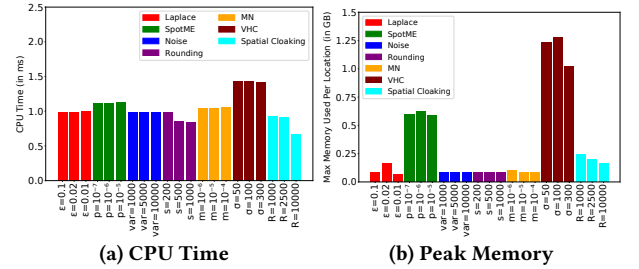 Laplace
SpotME
Noise
Rounding
MN
VHC
Spatial Cloaking
CPU Time
(in ms)
2.0
1.5
1.0
0.5
0.0
ε=0.1
ε=0.02
ε=0.01
p=10⁻⁷
p=10⁻⁶
p=10⁻⁵
var=1000
var=5000
var=10000
s=200
s=500
s=1000
m=10⁻⁶
m=10⁻⁵
m=10⁻⁴
σ=50
σ=100
σ=300
R=1000
R=2500
R=10000
(a) CPU Time
Laplace
SpotME
Noise
Rounding
MN
VHC
Spatial Cloaking
Max Memory Used Per Location (in GB)
1.5
1.25
0.75
0.50
0.25
0.0
ε=0.1
ε=0.02
ε=0.01
p=10⁻⁷
p=10⁻⁶
p=10⁻⁵
var=1000
var=5000
var=10000
s=200
s=500
s=1000
m=10⁻⁶
m=10⁻⁵
m=10⁻⁴
σ=50
σ=100
σ=300
R=1000
R=2500
R=10000
(b) Peak Memory